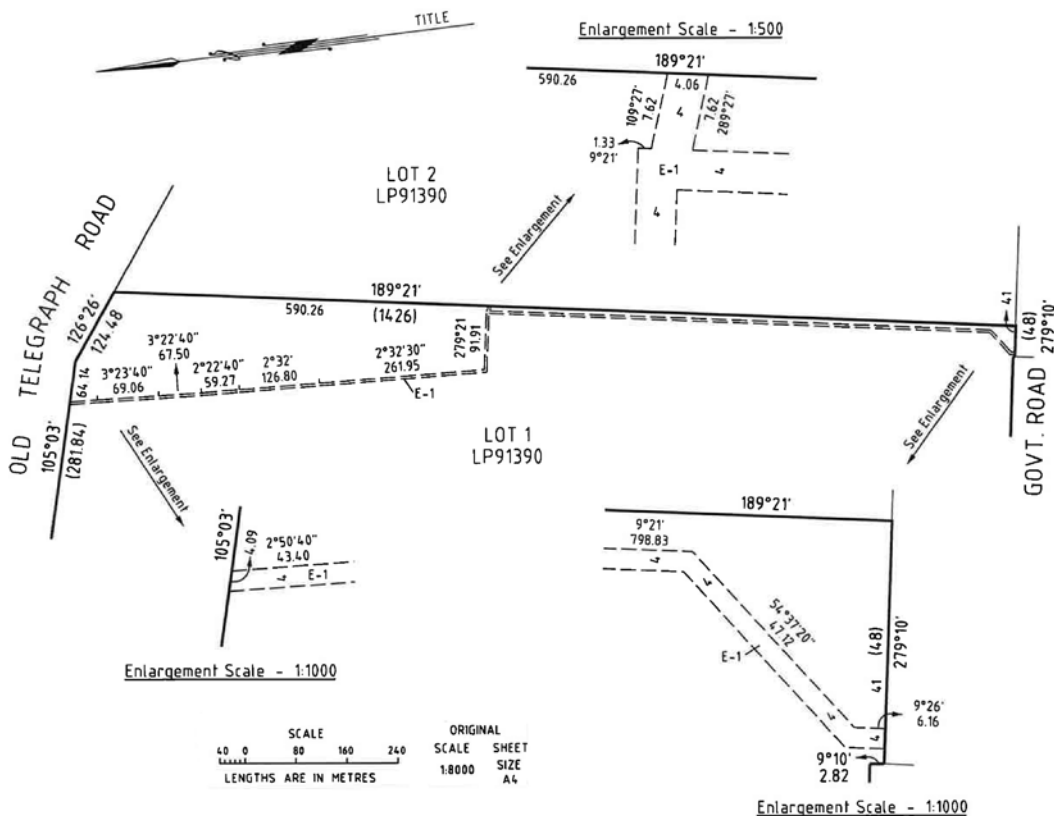 TITLE
Enlargement Scale - 1:500
189°21'
590.26
4.06
109°27'
7.62
4
7.62
289°27'
1.33
9°21'
E-1
4
4
LOT 2
LP91390
See Enlargement
OLD TELEGRAPH ROAD
126°26'
124.48
189°21'
590.26
(1426)
279°21
91.91
41
(48)
279°10'
3°22'40"
67.50
3°23'40"
69.06
2°22'40"
59.27
2°32'
126.80
2°32'30"
261.95
E-1
64 14
105°03'
(281.84)
See Enlargement
LOT 1
LP91390
See Enlargement
GOVT. ROAD
105°03'
4.09
2°50'40"
43.40
4
E-1
Enlargement Scale - 1:1000
189°21'
9°21'
798.83
4
4
54°37'20"
47.12
E-1
(48)
279°10'
41
4
4
9°26'
6.16
9°10'
2.82
Enlargement Scale - 1:1000
SCALE
40 0 80 160 240
LENGTHS ARE IN METRES
ORIGINAL
SCALE
1:8000
SHEET
SIZE
A4